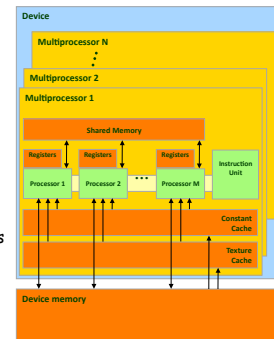 Device
Multiprocessor N
Multiprocessor 2
Multiprocessor 1
Shared Memory
Registers Registers Registers
Processor 1 Processor 2 ... Processor M
Instruction
Unit
Constant
Cache
s
Texture
Cache
Device memory